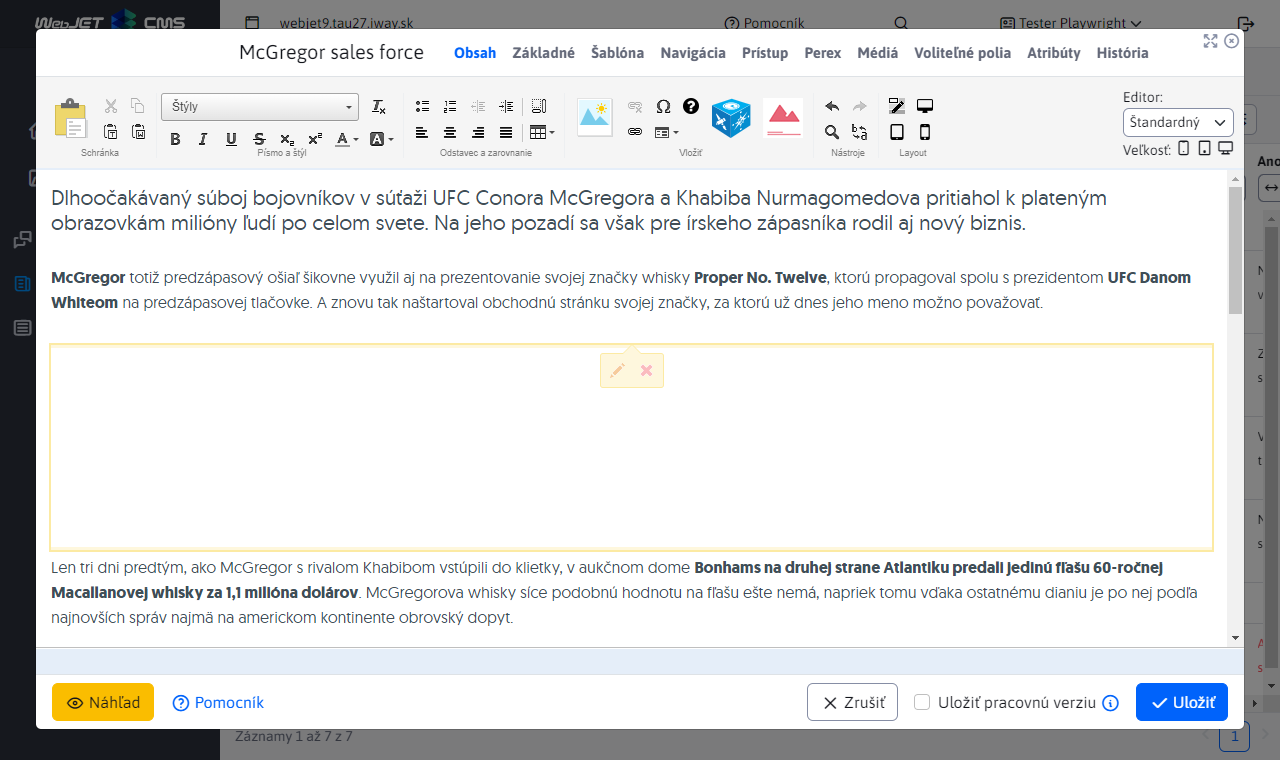 WebJET CMS
webjet9.tau27.iway.sk
Pomocník
Tester Playwright
McGregor sales force
Obsah Základné Šablóna Navigácia Prístup Perex Médiá Voliteľné polia Atribúty História
Štýly
Schránka
Písmo a štýl
Odstavec a zarovnanie
Vložiť
Nástroje
Layout
Editor:
Štandardný
Veľkosť:
Dlhoočakávaný súboj bojovníkov v súťaži UFC Conora McGregora a Khabiba Nurmagomedova pritiahol k plateným
obrazovkám milióny ľudí po celom svete. Na jeho pozadí sa však pre írskeho zápasníka rodil aj nový biznis.
McGregor totiž predzápasový ošiaľ šikovne využil aj na prezentovanie svojej značky whisky Proper No. Twelve, ktorú propagoval spolu s prezidentom UFC Danom
Whiteom na predzápasovej tlačovke. A znovu tak naštartoval obchodnú stránku svojej značky, za ktorú už dnes jeho meno možno považovať.
Len tri dni predtým, ako McGregor s rivalom Khabibom vstúpili do klietky, v aukčnom dome Bonhams na druhej strane Atlantiku predali jedinú fľašu 60-ročnej
Macallanovej whisky za 1,1 milióna dolárov. McGregorova whisky síce podobnú hodnotu na fľašu ešte nemá, napriek tomu vďaka ostatnému dianiu je po nej podľa
najnovších správ najmä na americkom kontinente obrovský dopyt.
Náhľad
Pomocník
Zrušiť
Uložiť pracovnú verziu
Uložiť
Záznamy 1 až 7 z 7
1